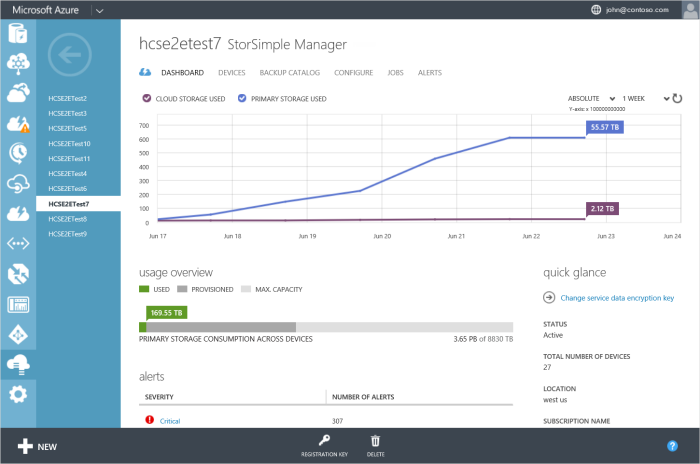 Microsoft Azure
john@contoso.com
HCSE2ETest2
HCSE2ETest3
HCSE2ETest5
HCSE2ETest10
HCSE2ETest11
HCSE2ETest4
HCSE2ETest6
HCSE2ETest7
HCSE2ETest8
HCSE2ETest9
hcse2etest7 StorSimple Manager
DASHBOARD DEVICES BACKUP CATALOG CONFIGURE JOBS ALERTS
CLOUD STORAGE USED PRIMARY STORAGE USED ABSOLUTE 1 WEEK
Y-axis: x 100000000000
700
600
500
400
300
200
100
0
55.57 TB
2.12 TB
Jun 17 Jun 18 Jun 19 Jun 20 Jun 21 Jun 22 Jun 23 Jun 24
usage overview
USED PROVISIONED MAX. CAPACITY
169.55 TB
PRIMARY STORAGE CONSUMPTION ACROSS DEVICES 3.65 PB of 8830 TB
alerts
SEVERITY NUMBER OF ALERTS
Critical 307
quick glance
Change service data encryption key
STATUS
Active
TOTAL NUMBER OF DEVICES
27
LOCATION
west us
SUBSCRIPTION NAME
NEW
REGISTRATION KEY DELETE
?